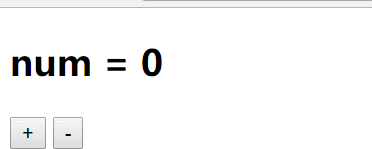 num = 0
+ -